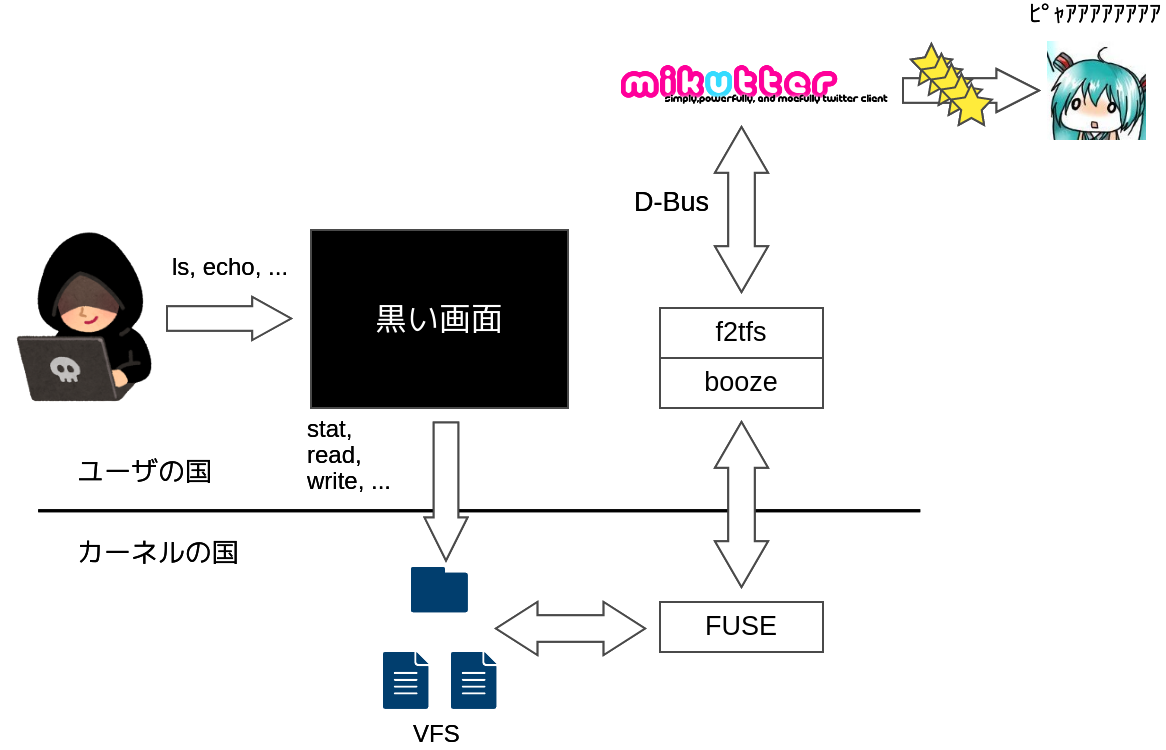 ﾋﾟｬｱｱｱｱｱｱｱｱ
mikutter
simply,powerfully, and moefully twitter client
D-Bus
ls, echo, ...
黒い画面
f2tfs
booze
stat,
read,
write, ...
ユーザの国
カーネルの国
FUSE
VFS